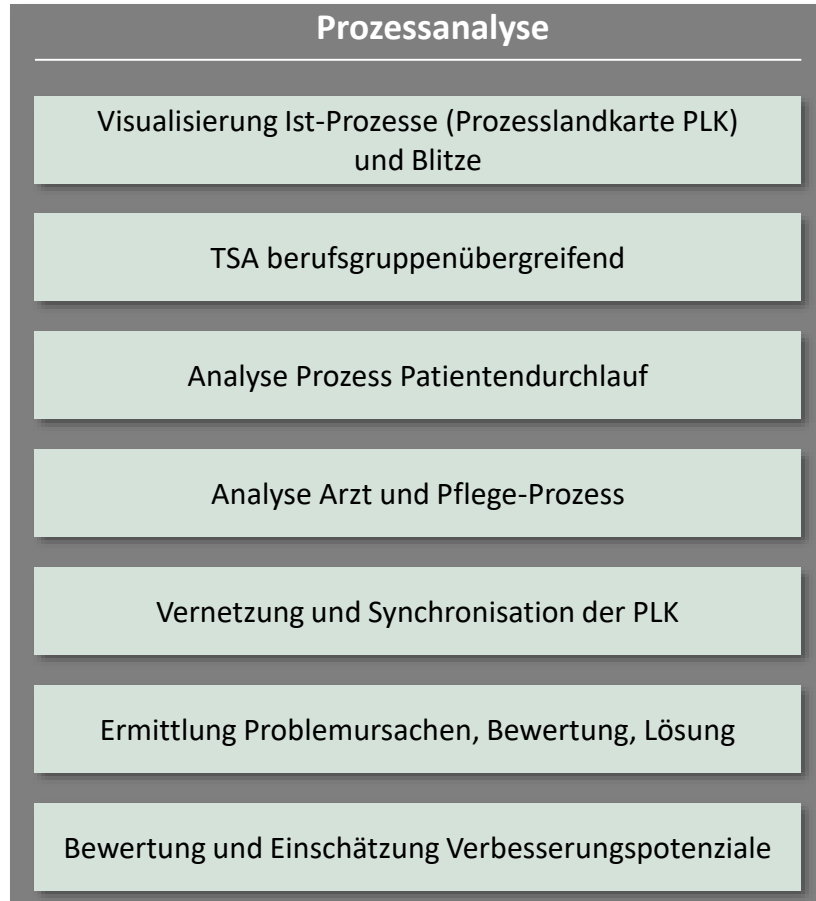 Prozessanalyse
Visualisierung Ist-Prozesse (Prozesslandkarte PLK)
und Blitze
TSA berufsgruppenübergreifend
Analyse Prozess Patientendurchlauf
Analyse Arzt und Pflege-Prozess
Vernetzung und Synchronisation der PLK
Ermittlung Problemursachen, Bewertung, Lösung
Bewertung und Einschätzung Verbesserungspotenziale